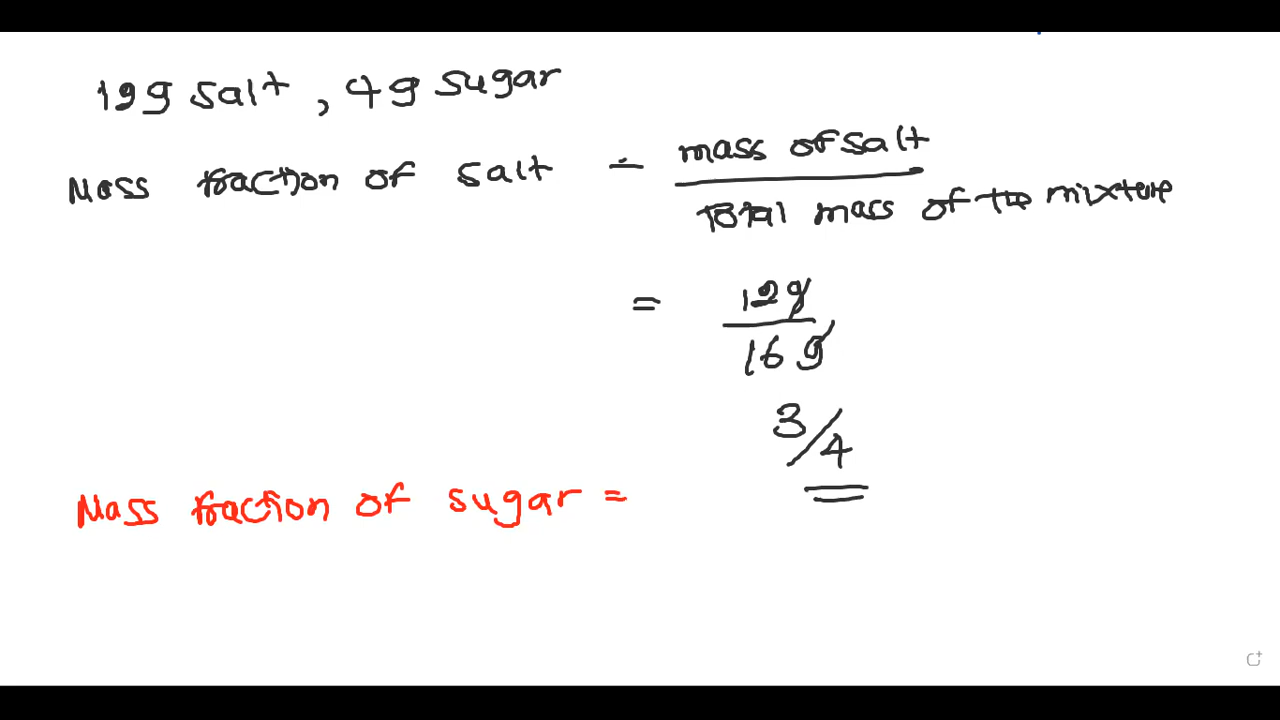 12g salt, 4g sugar
Mass fraction of salt = mass of salt / Total mass of the mixture
= 12g / 16g
3/4
Mass fraction of sugar =